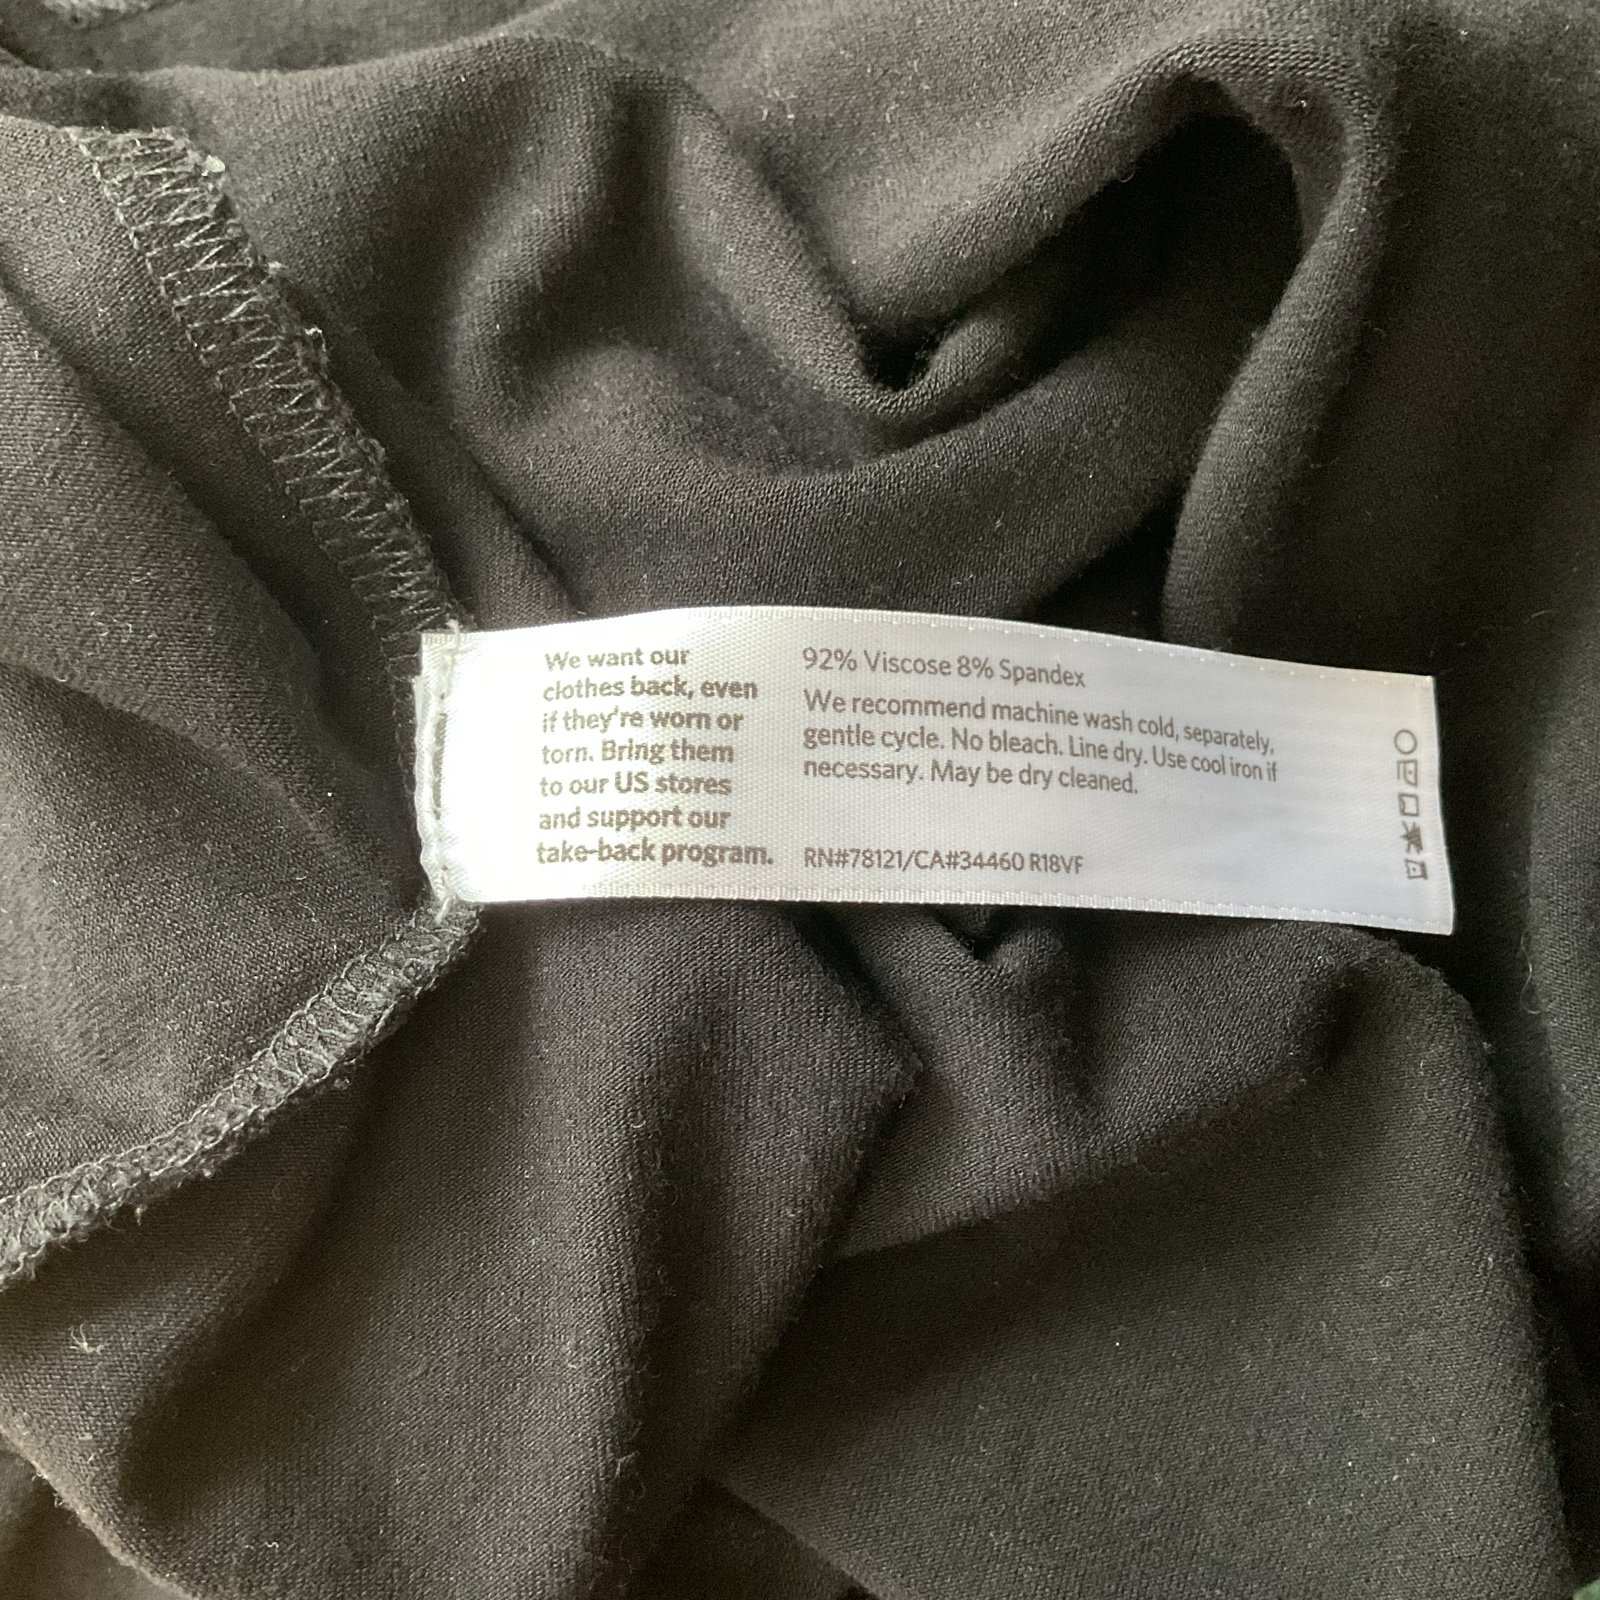 We want our
clothes back, even
if they're worn or
torn. Bring them
to our US stores
and support our
take-back program.
92% Viscose 8% Spandex
We recommend machine wash cold, separately,
gentle cycle. No bleach. Line dry. Use cool iron if
necessary. May be dry cleaned.
RN#78121/CA#34460 R18VF